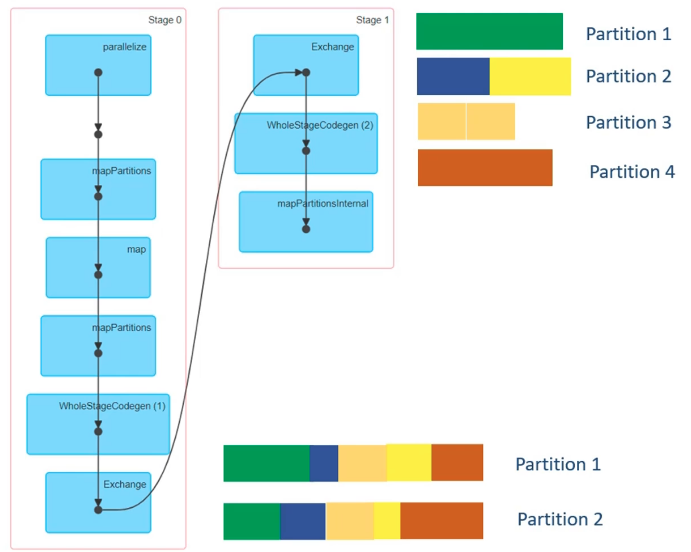 Stage 0
parallelize
mapPartitions
map
mapPartitions
WholeStageCodegen (1)
Exchange
Stage 1
Exchange
WholeStageCodegen (2)
mapPartitionsInternal
Partition 1
Partition 2
Partition 3
Partition 4
Partition 1
Partition 2